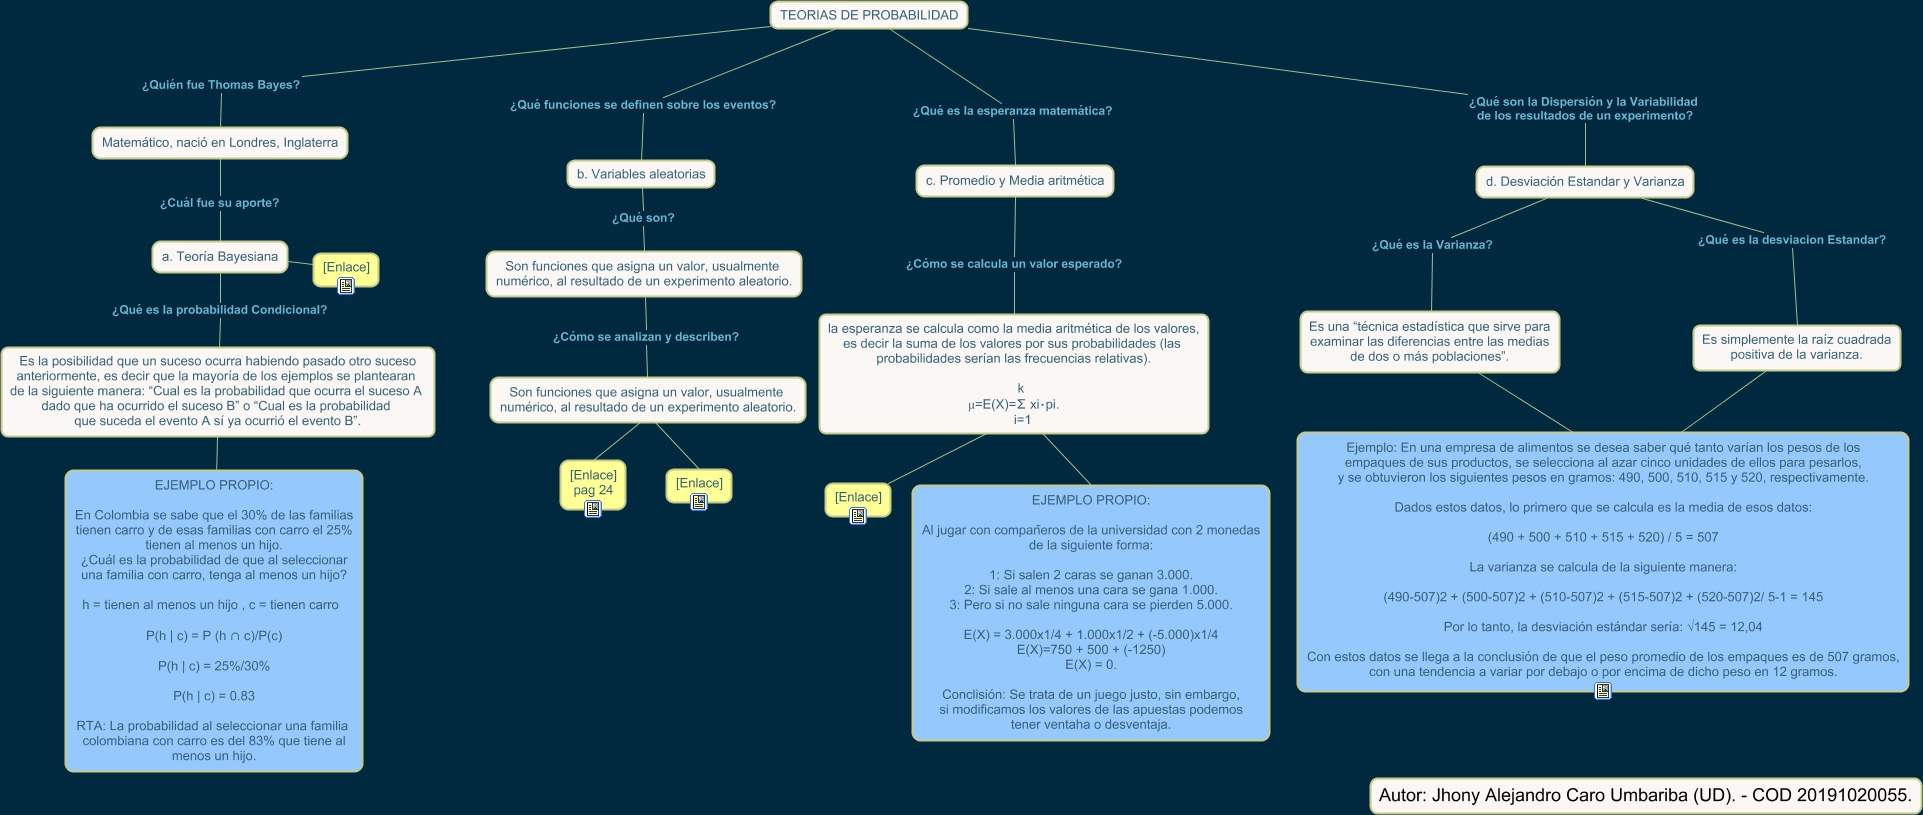 TEORIAS DE PROBABILIDAD
¿Quién fue Thomas Bayes?
Matemático, nació en Londres, Inglaterra
¿Cuál fue su aporte?
a. Teoría Bayesiana
[Enlace]
¿Qué es la probabilidad Condicional?
Es la posibilidad que un suceso ocurra habiendo pasado otro suceso
anteriormente, es decir que la mayoría de los ejemplos se plantearan
de la siguiente manera: “Cual es la probabilidad que ocurra el suceso A
dado que ha ocurrido el suceso B” o “Cual es la probabilidad
que suceda el evento A sí ya ocurrió el evento B”.
EJEMPLO PROPIO:
En Colombia se sabe que el 30% de las familias
tienen carro y de esas familias con carro el 25%
tienen al menos un hijo.
¿Cuál es la probabilidad de que al seleccionar
una familia con carro, tenga al menos un hijo?
h = tienen al menos un hijo , c = tienen carro
P(h | c) = P (h ∩ c)/P(c)
P(h | c) = 25%/30%
P(h | c) = 0.83
RTA: La probabilidad al seleccionar una familia
colombiana con carro es del 83% que tiene al
menos un hijo.
¿Qué funciones se definen sobre los eventos?
b. Variables aleatorias
¿Qué son?
Son funciones que asigna un valor, usualmente
numérico, al resultado de un experimento aleatorio.
¿Cómo se analizan y describen?
Son funciones que asigna un valor, usualmente
numérico, al resultado de un experimento aleatorio.
[Enlace]
pag 24
[Enlace]
¿Qué es la esperanza matemática?
c. Promedio y Media aritmética
¿Cómo se calcula un valor esperado?
la esperanza se calcula como la media aritmética de los valores,
es decir la suma de los valores por sus probabilidades (las
probabilidades serían las frecuencias relativas).
k
μ=E(X)=Σ xi·pi.
i=1
[Enlace]
EJEMPLO PROPIO:
Al jugar con compañeros de la universidad con 2 monedas
de la siguiente forma:
1: Si salen 2 caras se ganan 3.000.
2: Si sale al menos una cara se gana 1.000.
3: Pero si no sale ninguna cara se pierden 5.000.
E(X) = 3.000x1/4 + 1.000x1/2 + (-5.000)x1/4
E(X)=750 + 500 + (-1250)
E(X) = 0.
Conclisión: Se trata de un juego justo, sin embargo,
si modificamos los valores de las apuestas podemos
tener ventaha o desventaja.
¿Qué son la Dispersión y la Variabilidad
de los resultados de un experimento?
d. Desviación Estandar y Varianza
¿Qué es la Varianza?
Es una “técnica estadística que sirve para
examinar las diferencias entre las medias
de dos o más poblaciones”.
¿Qué es la desviacion Estandar?
Es simplemente la raíz cuadrada
positiva de la varianza.
Ejemplo: En una empresa de alimentos se desea saber qué tanto varían los pesos de los
empaques de sus productos, se selecciona al azar cinco unidades de ellos para pesarlos,
y se obtuvieron los siguientes pesos en gramos: 490, 500, 510, 515 y 520, respectivamente.
Dados estos datos, lo primero que se calcula es la media de esos datos:
(490 + 500 + 510 + 515 + 520) / 5 = 507
La varianza se calcula de la siguiente manera:
(490-507)2 + (500-507)2 + (510-507)2 + (515-507)2 + (520-507)2/ 5-1 = 145
Por lo tanto, la desviación estándar sería: √145 = 12,04
Con estos datos se llega a la conclusión de que el peso promedio de los empaques es de 507 gramos,
con una tendencia a variar por debajo o por encima de dicho peso en 12 gramos.
Autor: Jhony Alejandro Caro Umbariba (UD). - COD 20191020055.